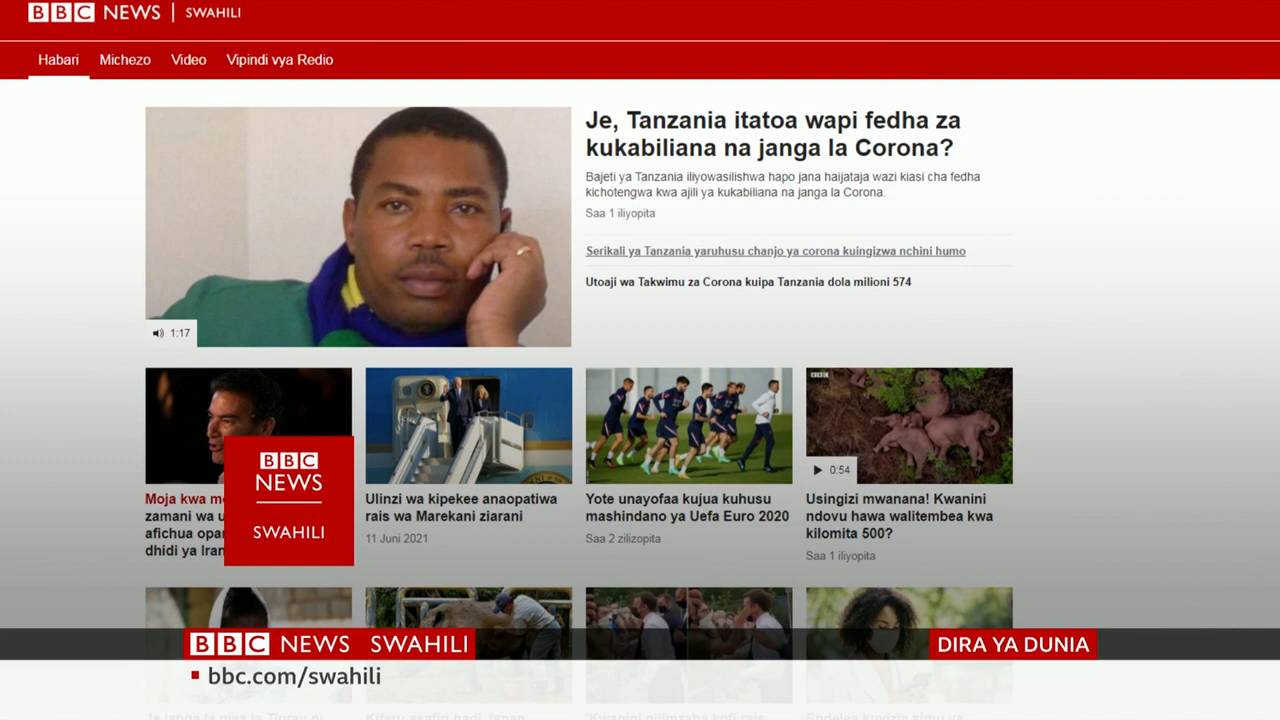 BBC NEWS | SWAHILI
Habari Michezo Video Vipindi vya Redio
Je, Tanzania itatoa wapi fedha za
kukabiliana na janga la Corona?
Bajeti ya Tanzania iliyowasilishwa hapo jana haijataja wazi kiasi cha fedha
kichotengwa kwa ajili ya kukabiliana na janga la Corona.
Saa 1 iliyopita
Serikali ya Tanzania yaruhusu chanjo ya corona kuingizwa nchini humo
Utoaji wa Takwimu za Corona kuipa Tanzania dola milioni 574
1:17
Moja kwa
zamani wa
afichua
dhidi ya Iran
BBC
NEWS
SWAHILI
Ulinzi wa kipekee anaopatiwa
rais wa Marekani ziarani
11 Juni 2021
Yote unayofaa kujua kuhusu
mashindano ya Uefa Euro 2020
Saa 2 zilizopita
BBC
0:54
Usingizi mwanana! Kwanini
ndovu hawa walitembea kwa
kilomita 500?
Saa 1 iliyopita
BBC NEWS SWAHILI
DIRA YA DUNIA
bbc.com/swahili